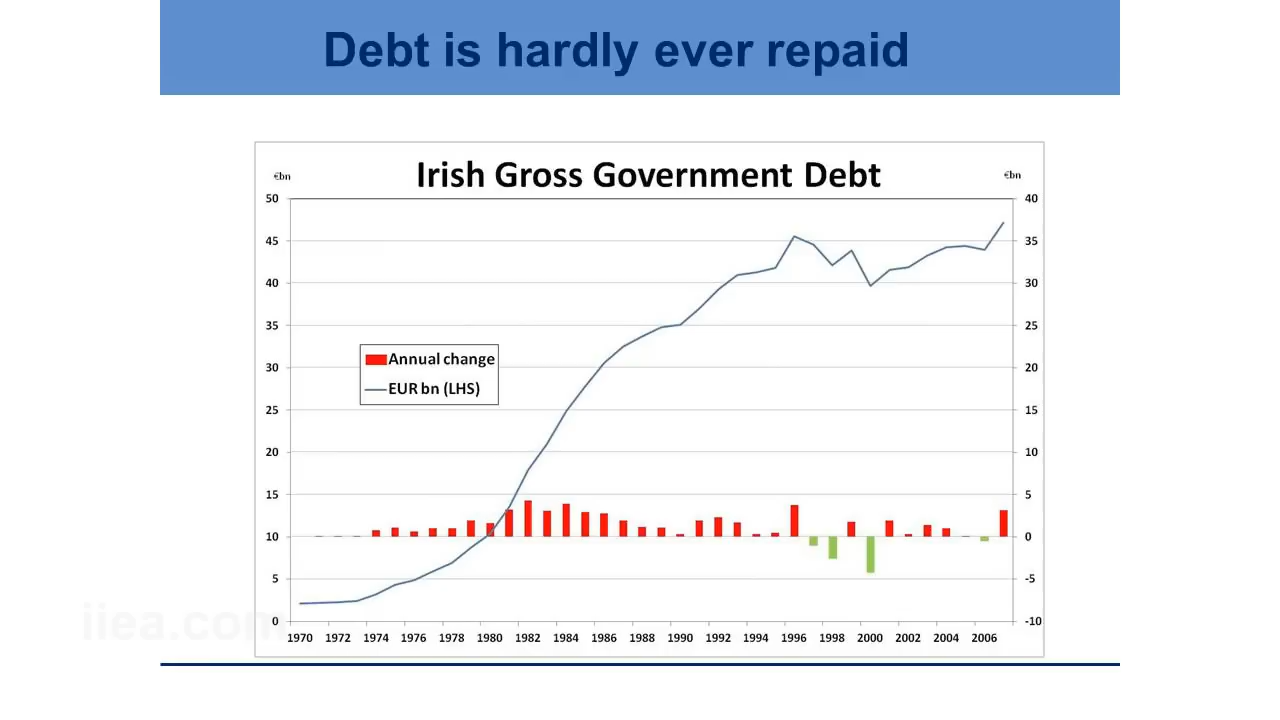 Debt is hardly ever repaid
Irish Gross Government Debt
€bn
€bn
50
40
45
35
40
30
35
25
30
20
25
15
20
10
15
5
10
0
5
-5
0
-10
Annual change
EUR bn (LHS)
1970 1972 1974 1976 1978 1980 1982 1984 1986 1988 1990 1992 1994 1996 1998 2000 2002 2004 2006
iiea.com